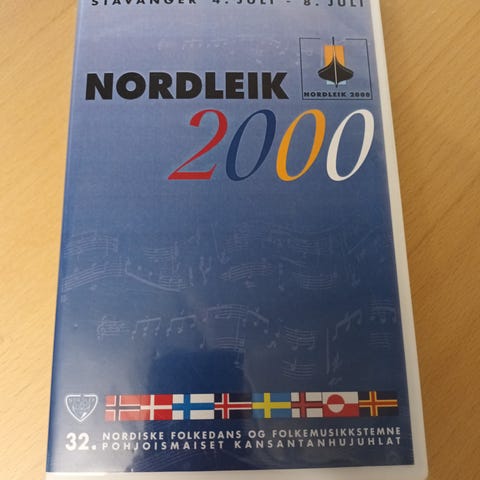 STAVANGER 4. JULI - 8. JULI
NORDLEIK
NORDLEIK 2000
2000
32. NORDISKE FOLKEDANS OG FOLKEMUSIKKSTEMNE
POHJOISMAISET KANSANTANHUJUHLAT